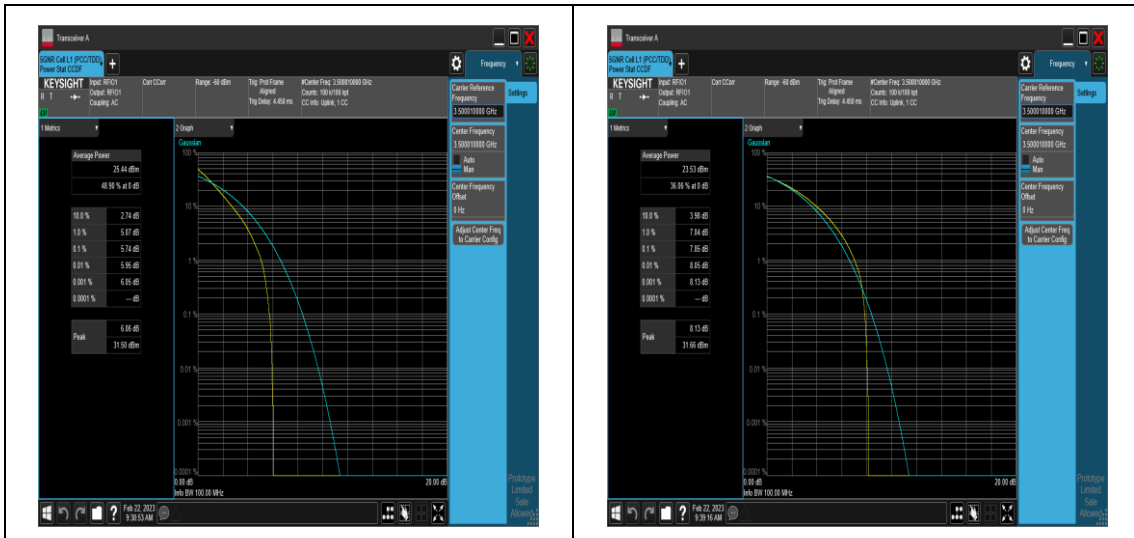 Transceiver A
5GNR Cell L1 (PCC/TDD)
Power Stat CCDF
Frequency
KEYSIGHT
R T
Input: RFIO1
Output: RFIO1
Coupling: AC
Corr CCorr
Range: -60 dBm
Trig: Prot Frame
Aligned
Trig Delay: 4.450 ms
#Center Freq: 3.500010000 GHz
Counts: 100 k/100 kpt
CC Info: Uplink, 1 CC
Carrier Reference
Frequency
3.500010000 GHz
Settings
Center Frequency
3.500010000 GHz
Auto
Man
Center Frequency
Offset
0 Hz
Adjust Center Freq
to Carrier Config
1 Metrics
Average Power
25.44 dBm
48.90 % at 0 dB
10.0 % 2.74 dB
1.0 % 5.07 dB
0.1 % 5.74 dB
0.01 % 5.95 dB
0.001 % 6.05 dB
0.0001 % --- dB
Peak
6.06 dB
31.50 dBm
2 Graph
Gaussian
100 %
10 %
1 %
0.1 %
0.01 %
0.001 %
0.0001 %
0.00 dB
20.00 dB
Info BW 100.00 MHz
Feb 22, 2023
9:30:53 AM
Prototype
Limited
Sale
Allowed
Transceiver A
5GNR Cell L1 (PCC/TDD)
Power Stat CCDF
Frequency
KEYSIGHT
R T
Input: RFIO1
Output: RFIO1
Coupling: AC
Corr CCorr
Range: -60 dBm
Trig: Prot Frame
Aligned
Trig Delay: 4.450 ms
#Center Freq: 3.500010000 GHz
Counts: 100 k/100 kpt
CC Info: Uplink, 1 CC
Carrier Reference
Frequency
3.500010000 GHz
Settings
Center Frequency
3.500010000 GHz
Auto
Man
Center Frequency
Offset
0 Hz
Adjust Center Freq
to Carrier Config
1 Metrics
Average Power
23.53 dBm
36.06 % at 0 dB
10.0 % 3.98 dB
1.0 % 7.04 dB
0.1 % 7.85 dB
0.01 % 8.05 dB
0.001 % 8.13 dB
0.0001 % --- dB
Peak
8.13 dB
31.66 dBm
2 Graph
Gaussian
100 %
10 %
1 %
0.1 %
0.01 %
0.001 %
0.0001 %
0.00 dB
20.00 dB
Info BW 100.00 MHz
Feb 22, 2023
9:39:16 AM
Prototype
Limited
Sale
Allowed